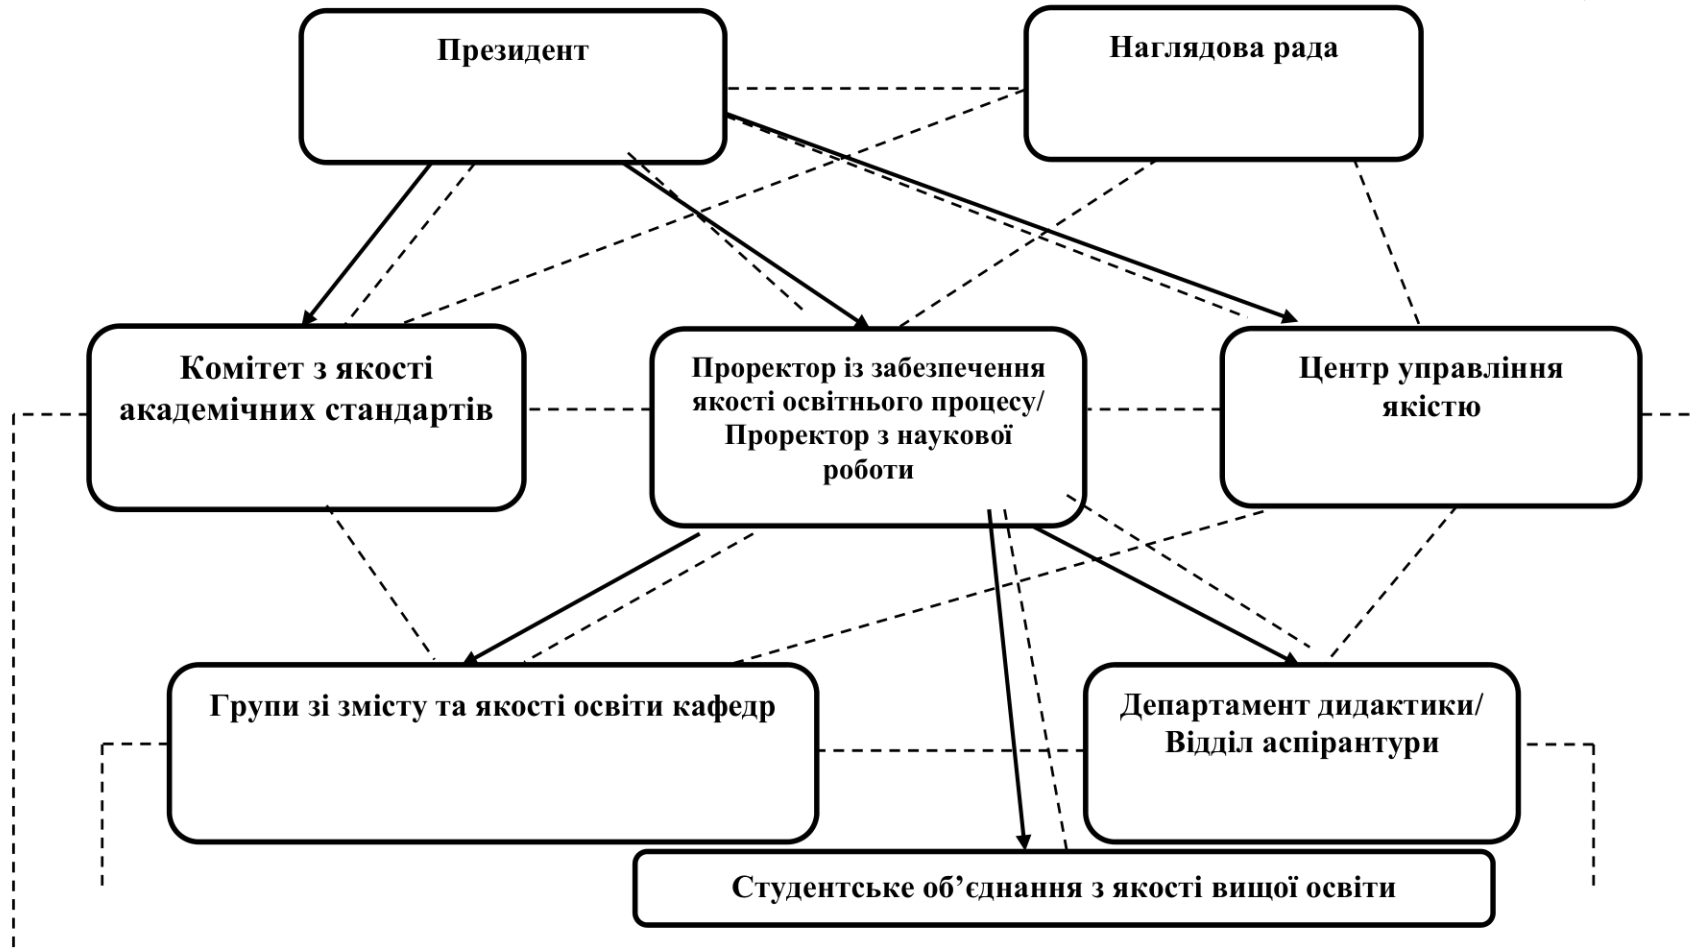 Президент
Наглядова рада
Комітет з якості
академічних стандартів
Проректор із забезпечення
якості освітнього процесу/
Проректор з наукової
роботи
Центр управління
якістю
Групи зі змісту та якості освіти кафедр
Департамент дидактики/
Відділ аспірантури
Студентське об’єднання з якості вищої освіти